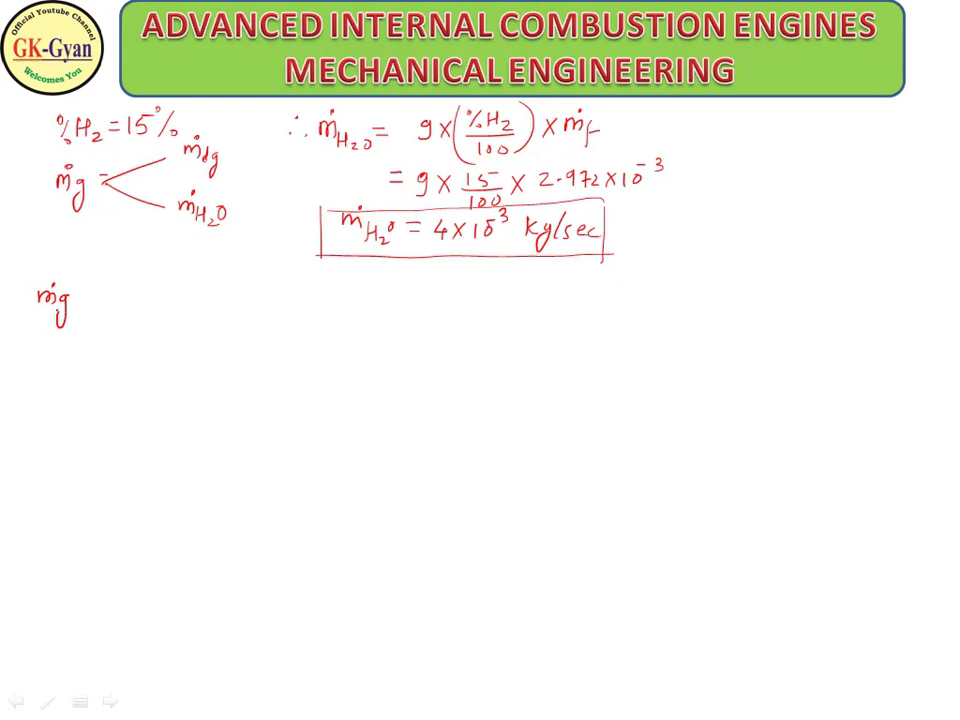 Official Youtube Channel
GK-Gyan
Welcomes You
ADVANCED INTERNAL COMBUSTION ENGINES
MECHANICAL ENGINEERING
%H₂ = 15%
ṁg = ṁdg
ṁH₂O
∴ ṁH₂O = 9 × (%H₂/100) × ṁf
= 9 × 15/100 × 2.972 × 10⁻³
ṁH₂O = 4 × 10⁻³ Kg/sec
ṁg